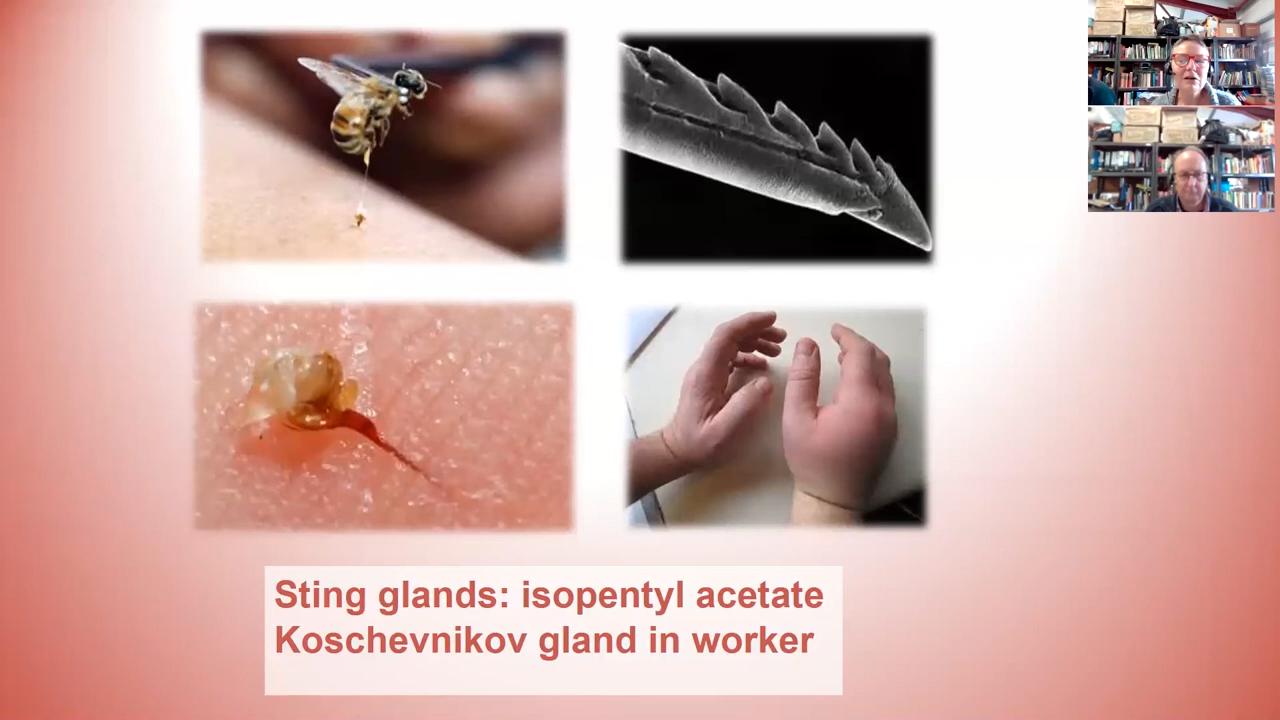 Sting glands: isopentyl acetate
Koschevnikov gland in worker